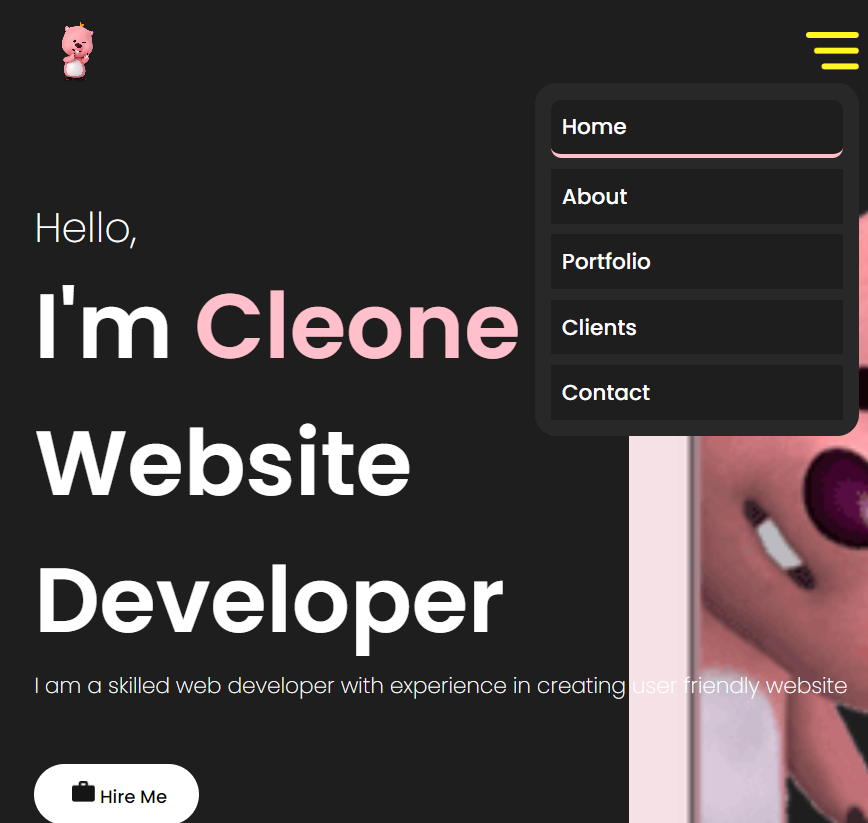 Home
About
Portfolio
Clients
Contact
Hello,
I'm Cleone
Website
Developer
I am a skilled web developer with experience in creating user friendly website
Hire Me